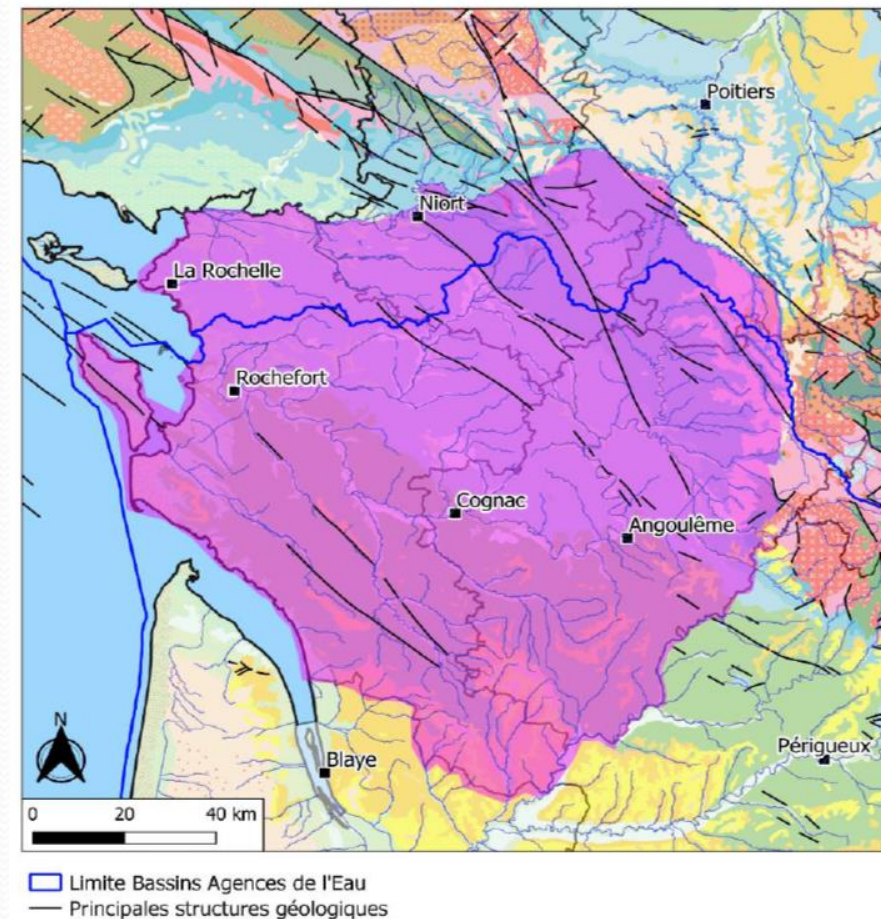 Poitiers
Niort
La Rochelle
Rochefort
Cognac
Angoulême
Périgueux
Blaye
N
0 20 40 km
Limite Bassins Agences de l'Eau
Principales structures géologiques